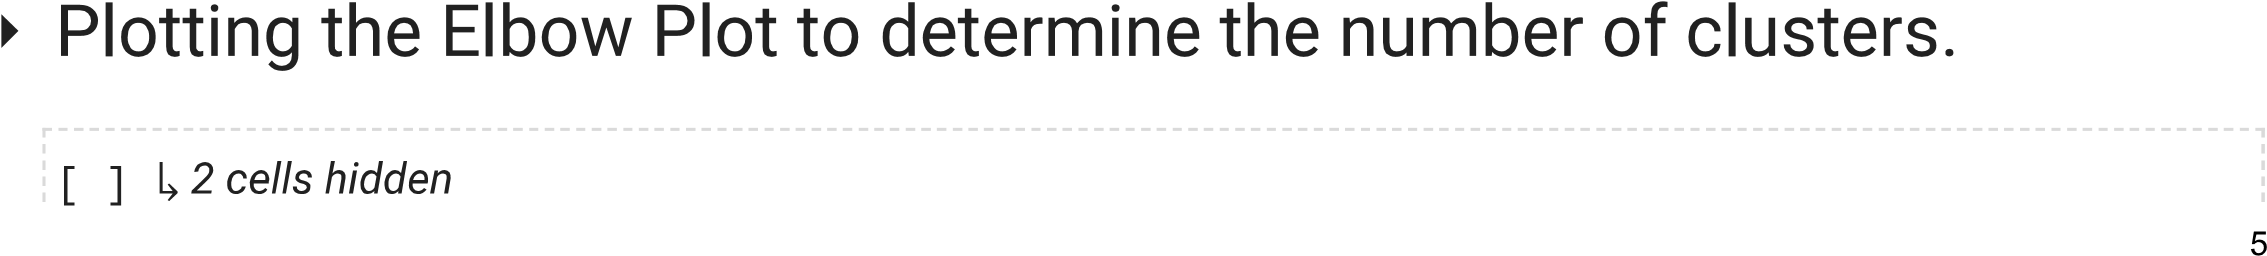 Plotting the Elbow Plot to determine the number of clusters.
[ ] ↳ 2 cells hidden
5